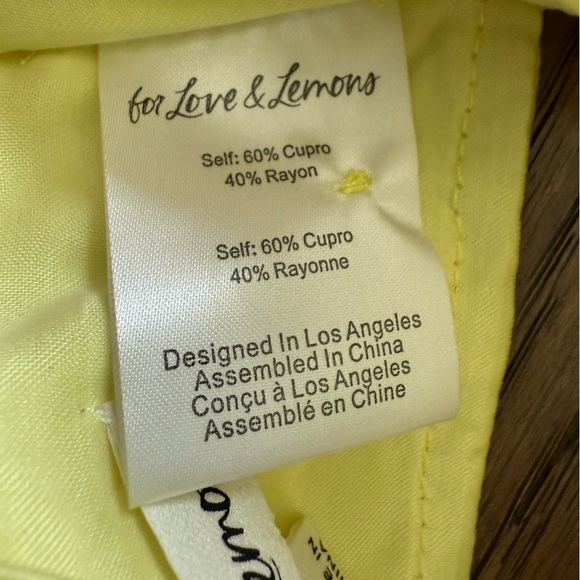 for Love & Lemons
Self: 60% Cupro
40% Rayon
Self: 60% Cupro
40% Rayonne
Designed In Los Angeles
Assembled In China
Conçu à Los Angeles
Assemblé en Chine